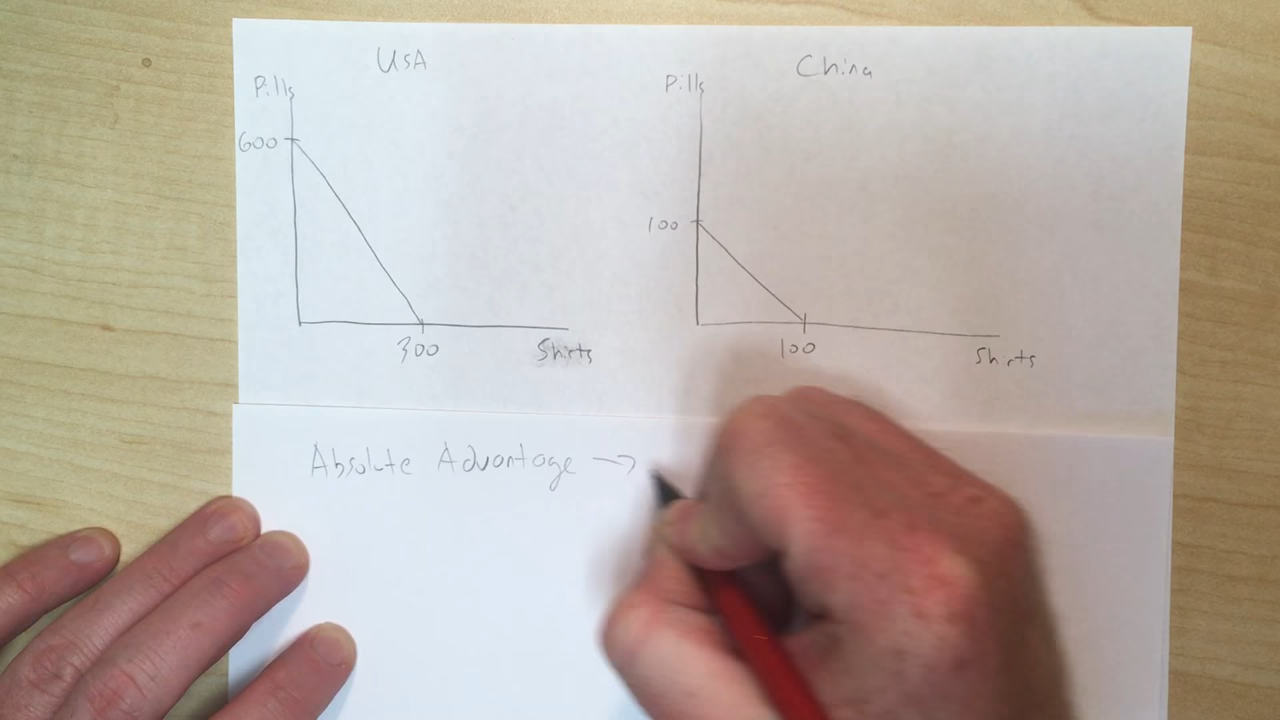 USA
Pills
600
300
Shirts
China
Pills
100
100
Shirts
Absolute Advantage →